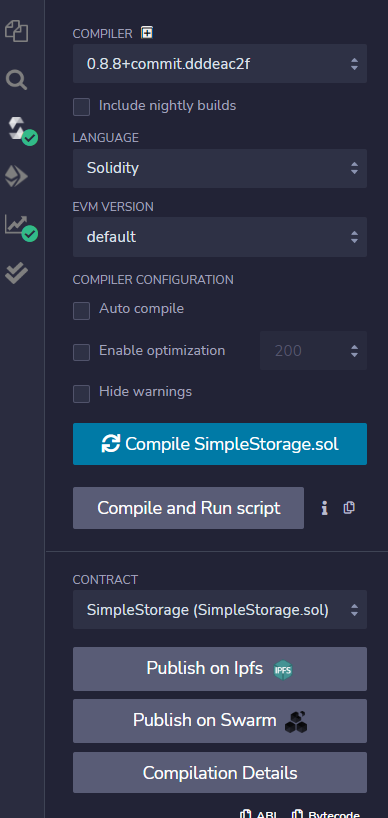 COMPILER
0.8.8+commit.dddeac2f
Include nightly builds
LANGUAGE
Solidity
EVM VERSION
default
COMPILER CONFIGURATION
Auto compile
Enable optimization 200
Hide warnings
Compile SimpleStorage.sol
Compile and Run script
CONTRACT
SimpleStorage (SimpleStorage.sol)
Publish on Ipfs IPFS
Publish on Swarm
Compilation Details
ABI Bytecode